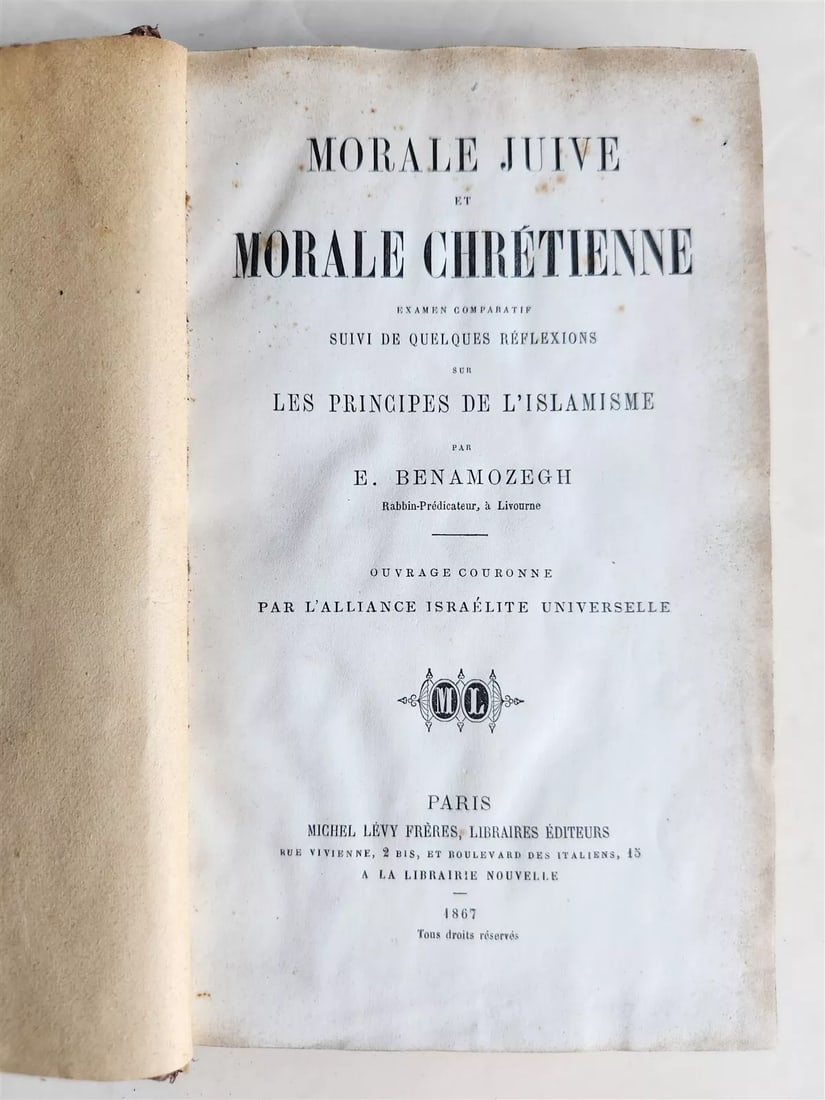 MORALE JUIVE
ET
MORALE CHRÉTIENNE
EXAMEN COMPARATIF
SUIVI DE QUELQUES RÉFLEXIONS
SUR
LES PRINCIPES DE L'ISLAMISME
PAR
E. BENAMOZEGH
Rabbin-Prédicateur, à Livourne
OUVRAGE COURONNE
PAR L'ALLIANCE ISRAÉLITE UNIVERSELLE
ML
PARIS
MICHEL LÉVY FRÈRES, LIBRAIRES ÉDITEURS
RUE VIVIENNE, 2 BIS, ET BOULEVARD DES ITALIENS, 15
A LA LIBRAIRIE NOUVELLE
1867
Tous droits réservés